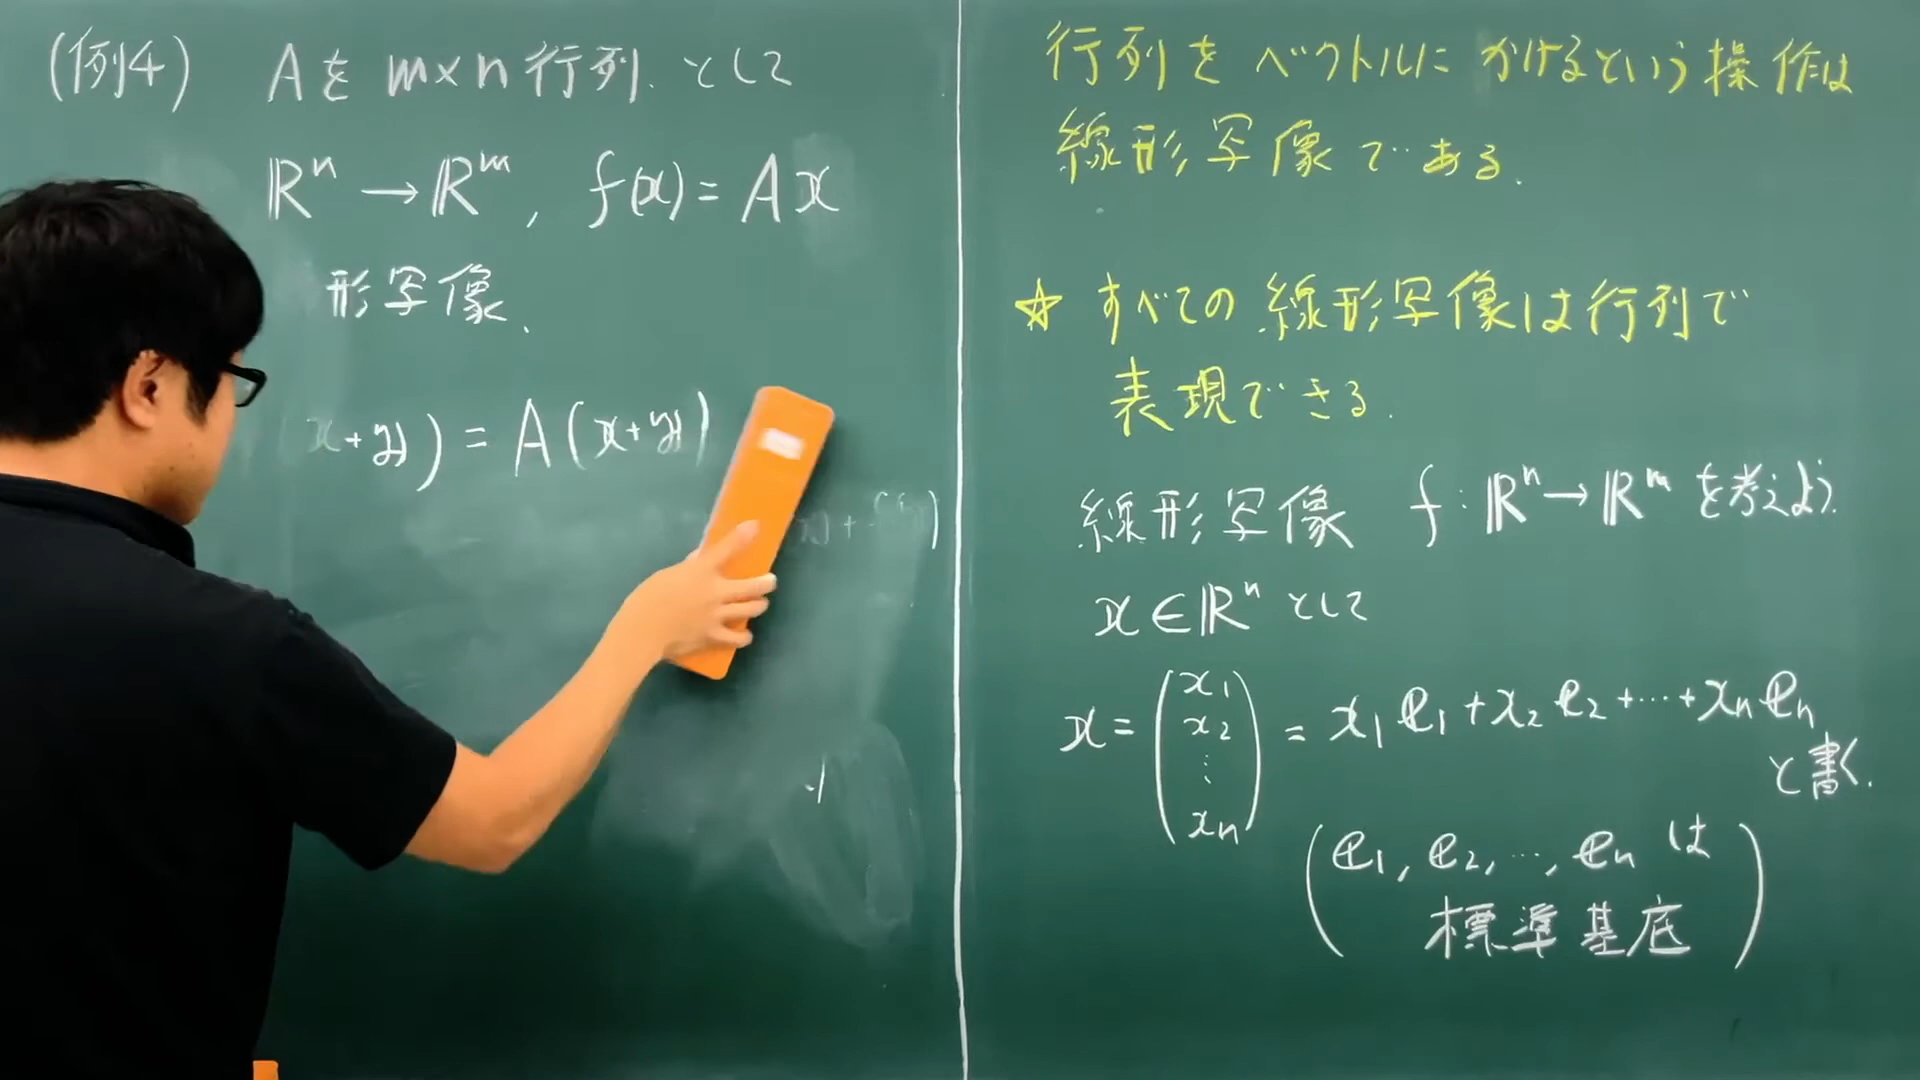 (例4) Aを m×n行列 として
ℝⁿ → ℝᵐ, f(x) = Ax
形写像、
x+y) = A(x+y)
x) + f(y)
行列を ベクトルに かけるという操作は
線形写像である.
☆ すべての線形写像は行列で
表現できる.
線形写像 f : ℝⁿ → ℝᵐ を考えよう.
x ∈ ℝⁿ として
x = (x₁ x₂ ⋮ xₙ) = x₁e₁ + x₂e₂ + ⋯ + xₙeₙ
と書く.
(e₁, e₂, …, eₙ は
標準基底)